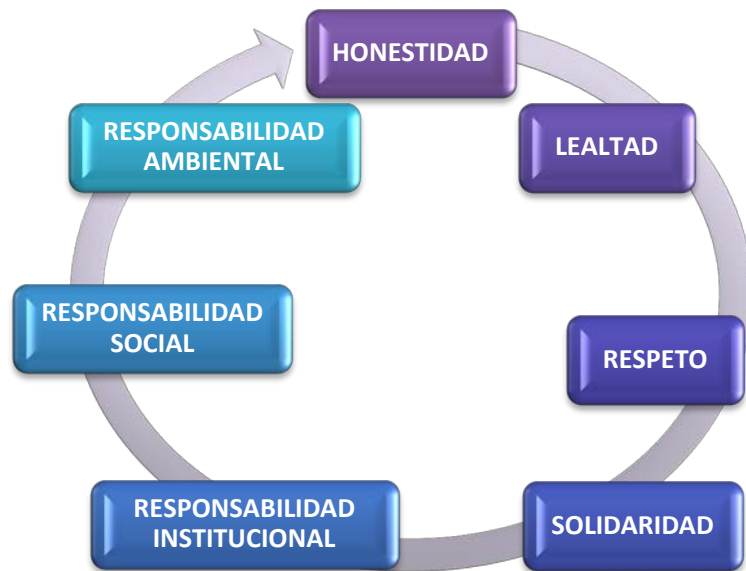 HONESTIDAD
LEALTAD
RESPETO
SOLIDARIDAD
RESPONSABILIDAD
INSTITUCIONAL
RESPONSABILIDAD
SOCIAL
RESPONSABILIDAD
AMBIENTAL